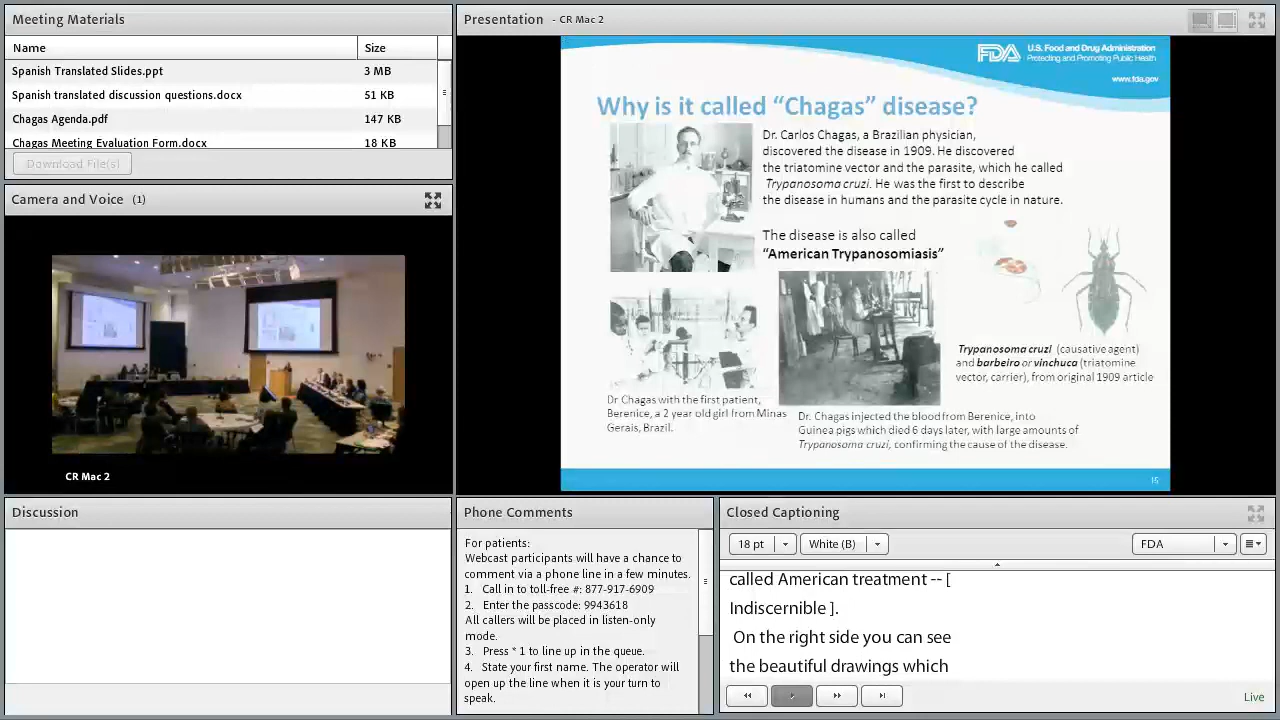 Meeting Materials
Name Size
Spanish Translated Slides.ppt 3 MB
Spanish translated discussion questions.docx 51 KB
Chagas Agenda.pdf 147 KB
Chagas Meeting Evaluation Form.docx 18 KB
Download File(s)
Camera and Voice (1)
CR Mac 2
Presentation - CR Mac 2
FDA U.S. Food and Drug Administration
Protecting and Promoting Public Health
www.fda.gov
Why is it called “Chagas” disease?
Dr. Carlos Chagas, a Brazilian physician,
discovered the disease in 1909. He discovered
the triatomine vector and the parasite, which he called
Trypanosoma cruzi. He was the first to describe
the disease in humans and the parasite cycle in nature.
The disease is also called
“American Trypanosomiasis”
Trypanosoma cruzi (causative agent)
and barbeiro or vinchuca (triatomine
vector, carrier), from original 1909 article
Dr Chagas with the first patient,
Berenice, a 2 year old girl from Minas
Gerais, Brazil.
Dr. Chagas injected the blood from Berenice, into
Guinea pigs which died 6 days later, with large amounts of
Trypanosoma cruzi, confirming the cause of the disease.
15
Discussion
Phone Comments
For patients:
Webcast participants will have a chance to
comment via a phone line in a few minutes.
1. Call in to toll-free #: 877-917-6909
2. Enter the passcode: 9943618
All callers will be placed in listen-only
mode.
3. Press * 1 to line up in the queue.
4. State your first name. The operator will
open up the line when it is your turn to
speak.
Closed Captioning
18 pt White (B) FDA
called American treatment -- [
Indiscernible ].
On the right side you can see
the beautiful drawings which
Live